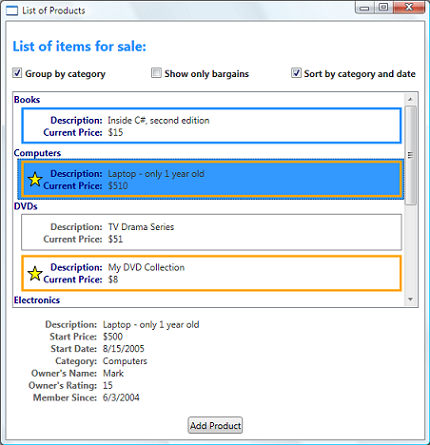 List of Products
List of items for sale:
Group by category Show only bargains Sort by category and date
Books
Description: Inside C#, second edition
Current Price: $15
Computers
Description: Laptop - only 1 year old
Current Price: $510
DVDs
Description: TV Drama Series
Current Price: $51
Description: My DVD Collection
Current Price: $8
Electronics
Description: Laptop - only 1 year old
Start Price: $500
Start Date: 8/15/2005
Category: Computers
Owner's Name: Mark
Owner's Rating: 15
Member Since: 6/3/2004
Add Product